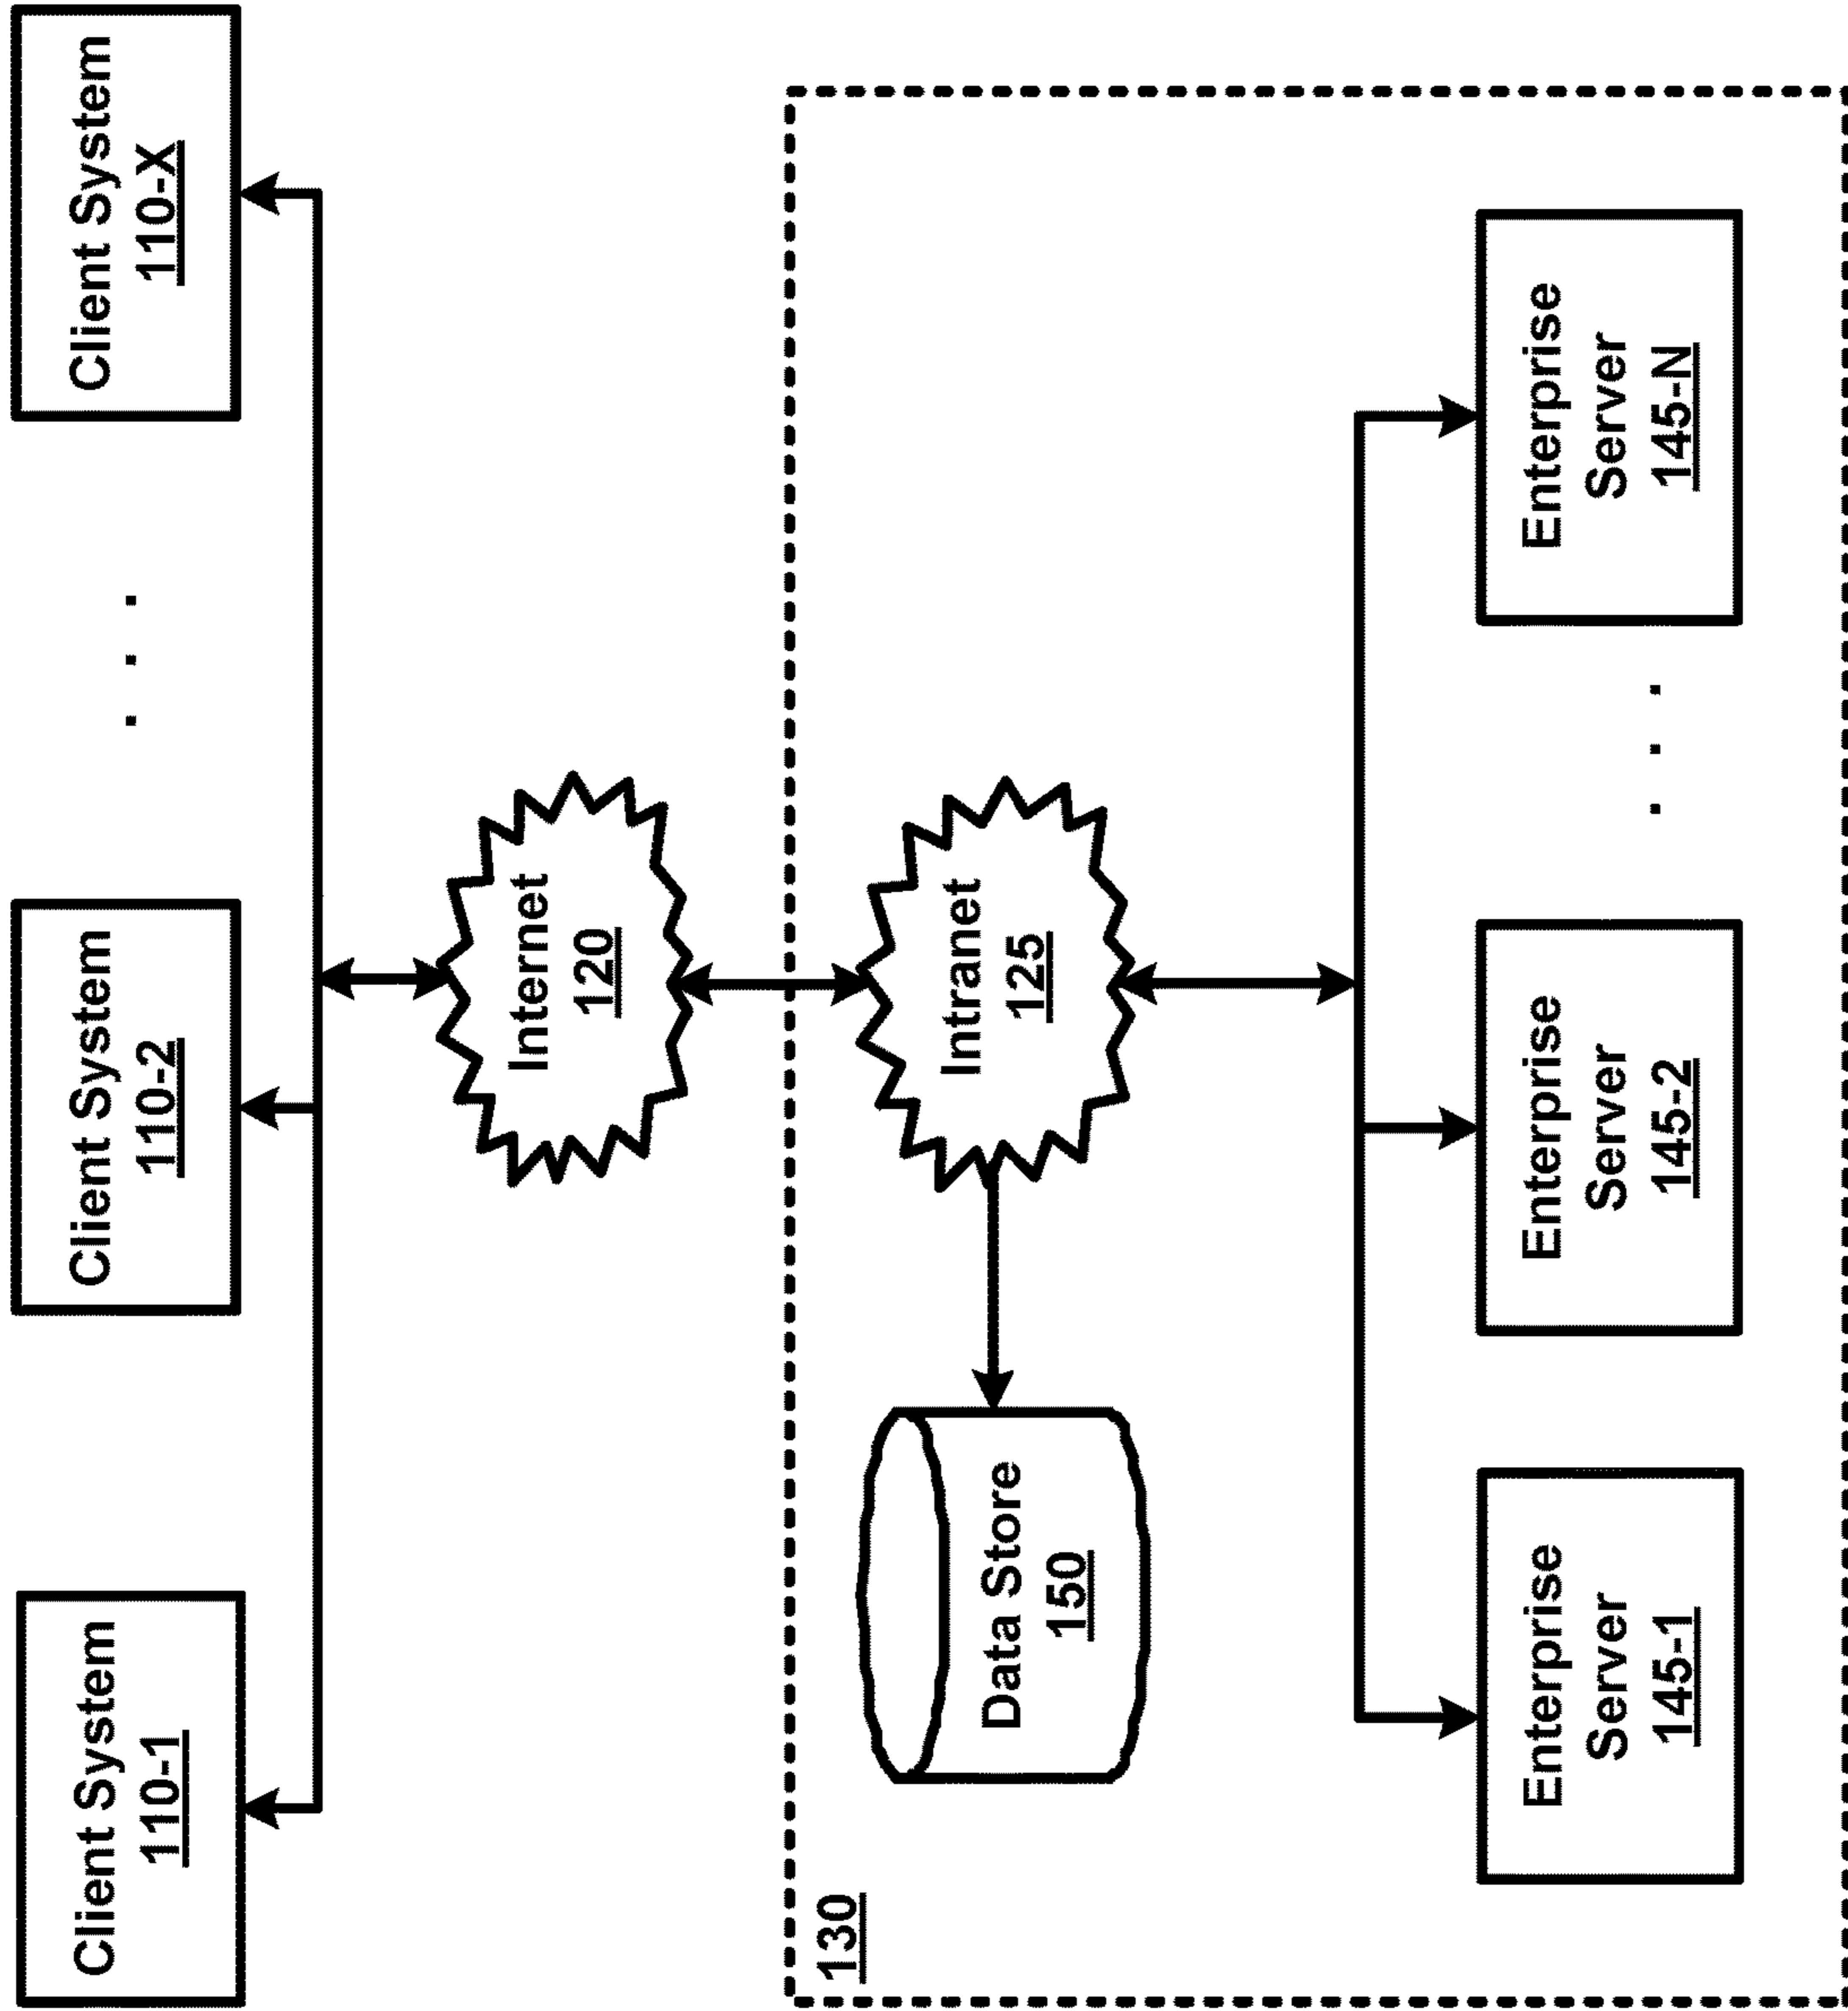 Client System
110-1
Client System
110-2
. . .
Client System
110-X
Internet
120
130
Intranet
125
Data Store
150
Enterprise
Server
145-1
Enterprise
Server
145-2
. . .
Enterprise
Server
145-N